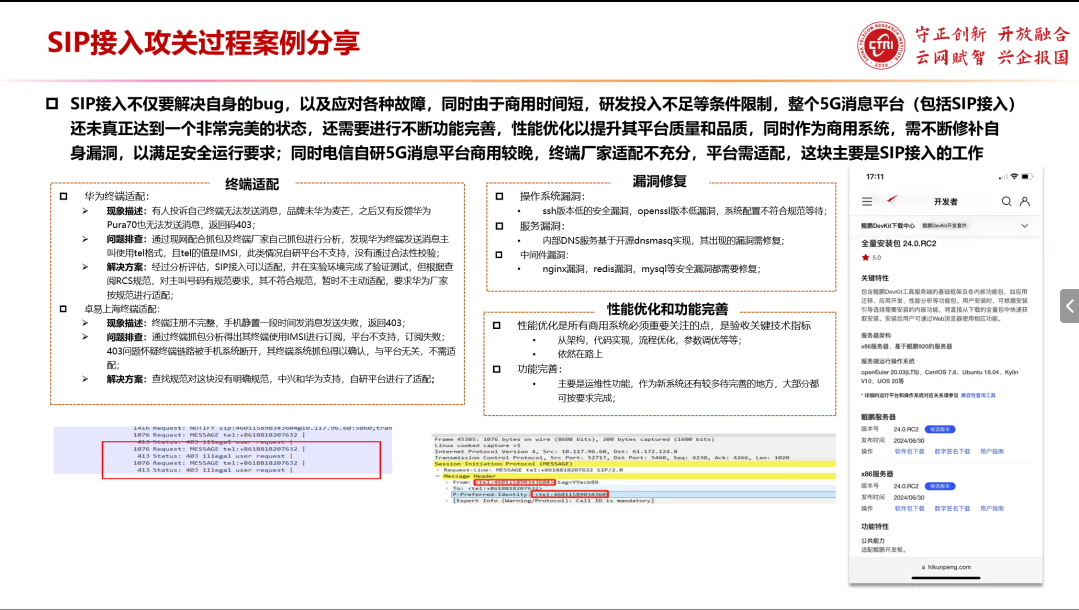 SIP接入攻关过程案例分享
CTRI
守正创新 开放融合
云网赋智 兴企报国
SIP接入不仅要解决自身的bug，以及应对各种故障，同时由于商用时间短，研发投入不足等条件限制，整个5G消息平台（包括SIP接入）
还未真正达到一个非常完美的状态，还需要进行不断功能完善，性能优化以提升其平台质量和品质，同时作为商用系统，需不断修补自
身漏洞，以满足安全运行要求；同时电信自研5G消息平台商用较晚，终端厂家适配不充分，平台需适配，这块主要是SIP接入的工作
终端适配
华为终端适配：
现象描述：有人投诉自己终端无法发送消息，品牌未华为麦芒，之后又有反馈华为
Pura70也无法发送消息，返回码403；
问题排查：通过现网配合抓包及终端厂家自己抓包进行分析，发现华为终端发送消息主
叫使用tel格式，且tel的值是IMSI，此类情况自研平台不支持，没有通过合法性校验；
解决方案：经过分析评估，SIP接入可以适配，并在实验环境完成了验证测试，但根据查
阅RCS规范，对主叫号码有规范要求，其不符合规范，暂时不主动适配，要求华为厂家
按规范进行适配；
卓易上海终端适配：
现象描述：终端注册不完整，手机静置一段时间发消息发送失败，返回403；
问题排查：通过终端抓包分析得出其终端使用IMSI进行订阅，平台不支持，订阅失败；
403问题怀疑终端链路被手机系统断开，其终端系统抓包得以确认，与平台无关，不需适
配；
解决方案：查找规范对这块没有明确规范，中兴和华为支持，自研平台进行了适配；
漏洞修复
操作系统漏洞：
ssh版本低的安全漏洞，openssl版本低漏洞，系统配置不符合规范等待；
服务漏洞：
内部DNS服务基于开源dnsmasq实现，其出现的漏洞需修复；
中间件漏洞：
nginx漏洞，redis漏洞，mysql等安全漏洞都需要修复；
性能优化和功能完善
性能优化是所有商用系统必须重要关注的点，是验收关键技术指标
从架构，代码实现，流程优化，参数调优等等；
依然在路上
功能完善：
主要是运维性功能，作为新系统还有较多待完善的地方，大部分都
可按要求完成；
1416 Request: NOTIFY sip:460115890343604@10.117.96.60:5060;tran
1076 Request: MESSAGE tel:+8618818207632 |
413 Status: 403 illegal user request |
1076 Request: MESSAGE tel:+8618818207632 |
413 Status: 403 illegal user request |
1076 Request: MESSAGE tel:+8618818207632 |
413 Status: 403 illegal user request |
Frame 45385: 1076 bytes on wire (8608 bits), 200 bytes captured (1600 bits)
Linux cooked capture v1
Internet Protocol Version 4, Src: 10.117.96.60, Dst: 61.172.124.8
Transmission Control Protocol, Src Port: 52717, Dst Port: 5460, Seq: 4230, Ack: 4266, Len: 1020
Session Initiation Protocol (MESSAGE)
Request-Line: MESSAGE tel:+8618818207632 SIP/2.0
Message Header
From: <tel:460115890343604>;tag=YYecb89
To: <tel:+8618818207632>
P-Preferred-Identity: <tel:460115890343604>
[Expert Info (Warning/Protocol): Call ID is mandatory]
17:11
开发者
鲲鹏DevKit下载中心
鲲鹏DevKit开发套件
全量安装包 24.0.RC2
5.0
关键特性
包含鲲鹏DevKit工具服务端的基础框架及各内嵌功能包，如应用
迁移、应用开发、性能分析等功能包。用户安装时，可根据安装
引导选择需要安装的内嵌功能，将直接从下载的全量包中快速获
取安装，安装后用户可通过Web浏览器使用相应功能。
服务器架构
x86服务器，基于鲲鹏920的服务器
服务端运行操作系统
openEuler 20.03(LTS)、CentOS 7.6、Ubuntu 18.04、Kylin
V10、UOS 20等
* 详细的运行平台和操作系统对应关系请参见 兼容性查询工具
鲲鹏服务器
版本号 24.0.RC2 候选版本
发布时间 2024/06/30
操作 软件包下载 数字签名下载 用户指南
x86服务器
版本号 24.0.RC2 候选版本
发布时间 2024/06/30
操作 软件包下载 数字签名下载 用户指南
功能特性
公共能力
适配鲲鹏开发板。
hikunpeng.com